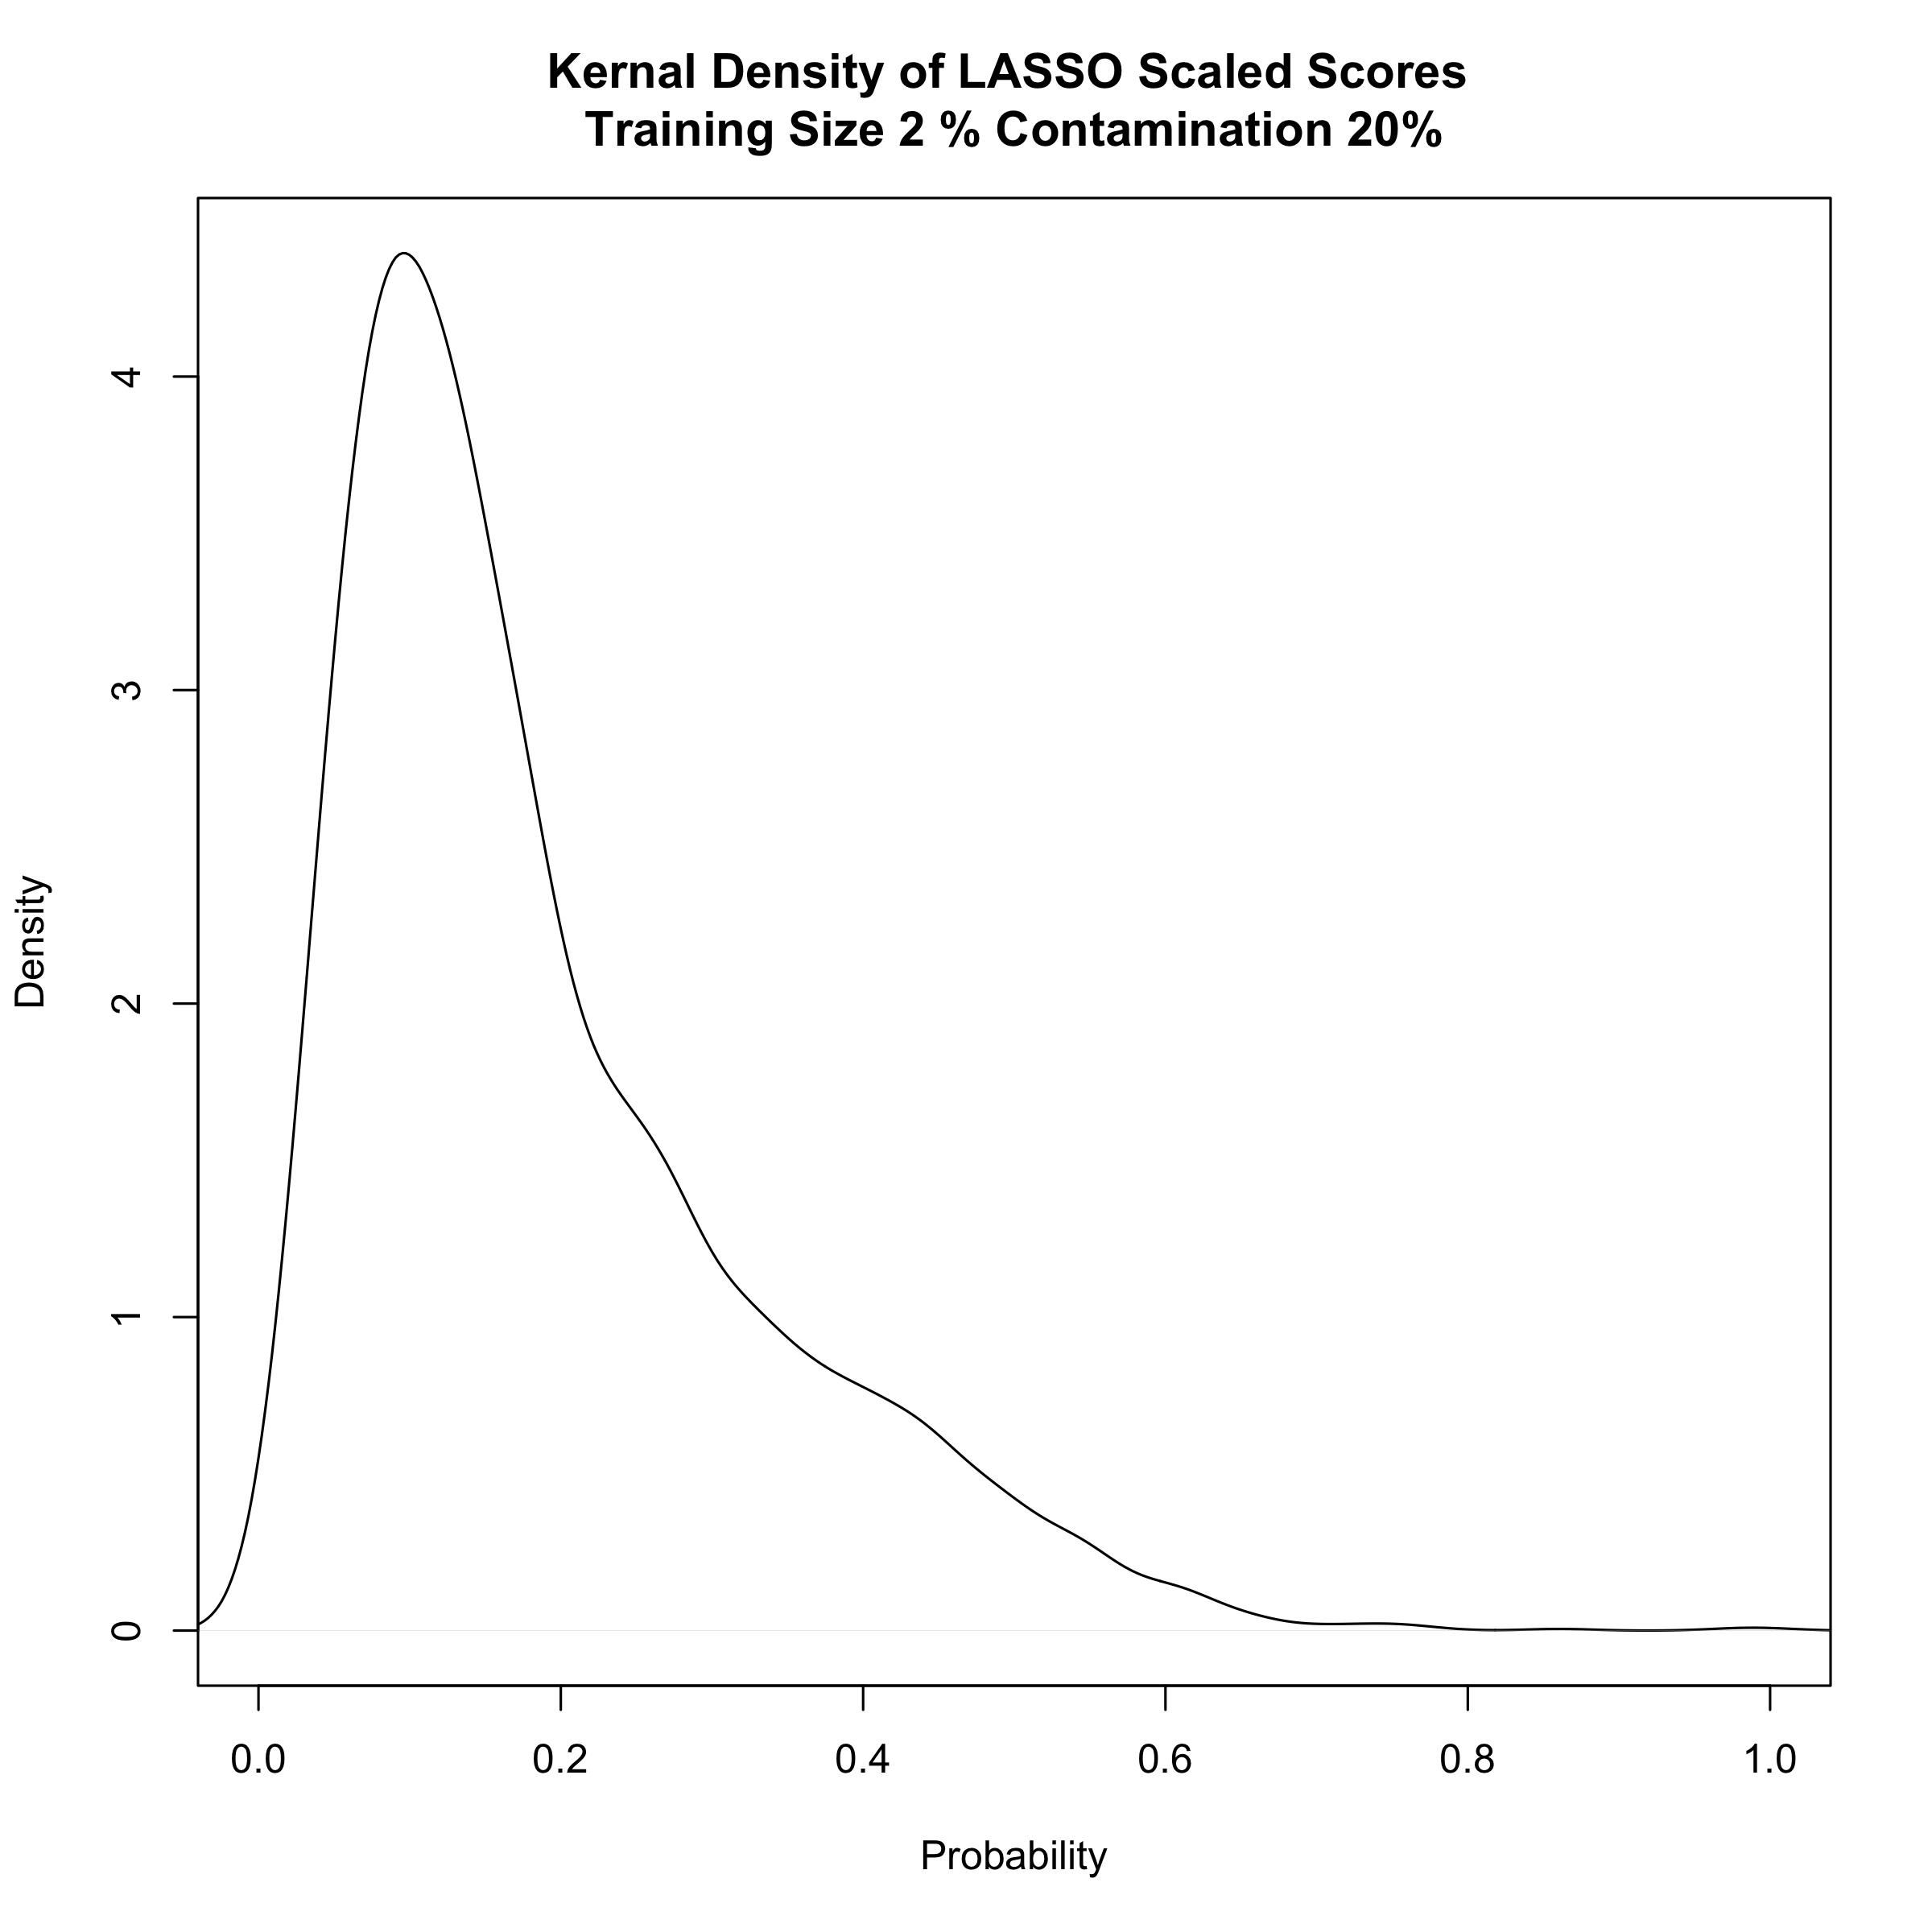 Kernal Density of LASSO Scaled Scores
Training Size 2 % Contamination 20%
Density
4
3
2
1
0
0.0 0.2 0.4 0.6 0.8 1.0
Probability